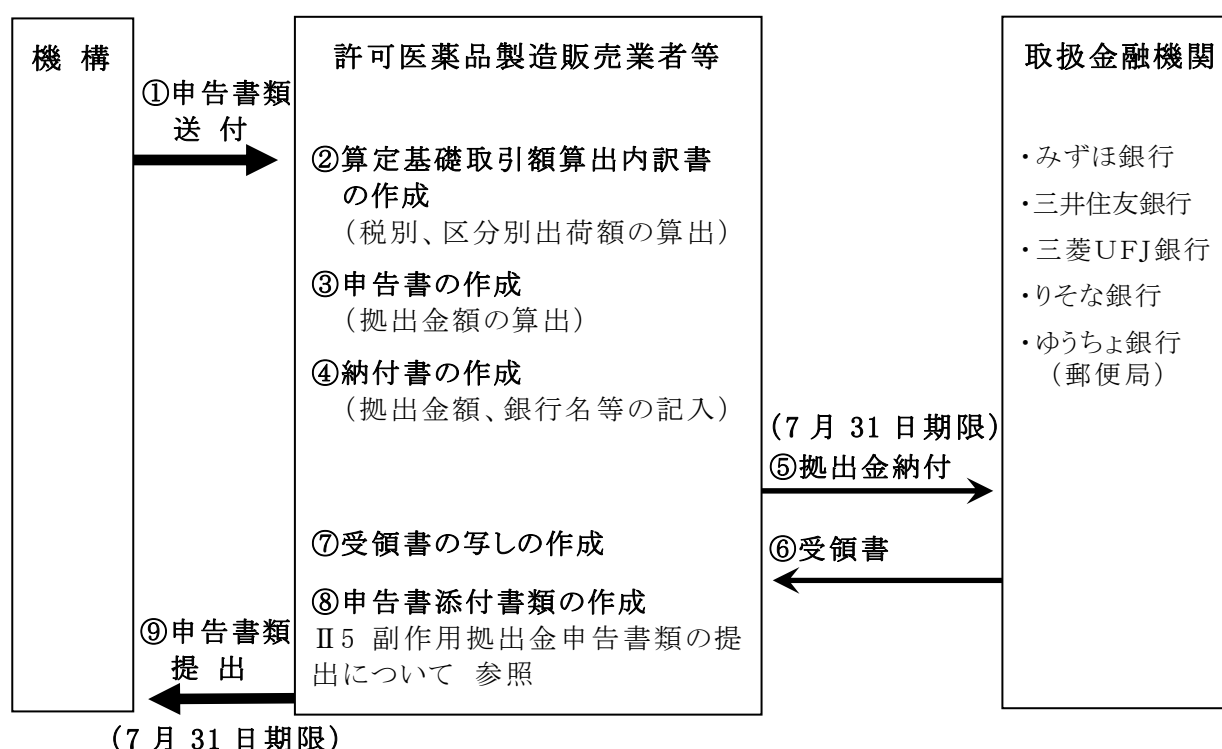 機 構
①申告書類
送 付
許可医薬品製造販売業者等
②算定基礎取引額算出内訳書
の作成
（税別、区分別出荷額の算出）
③申告書の作成
（拠出金額の算出）
④納付書の作成
（拠出金額、銀行名等の記入）
（7 月 31 日期限）
⑤拠出金納付
取扱金融機関
・みずほ銀行
・三井住友銀行
・三菱UFJ銀行
・りそな銀行
・ゆうちょ銀行
（郵便局）
⑥受領書
⑦受領書の写しの作成
⑧申告書添付書類の作成
Ⅱ5 副作用拠出金申告書類の提
出について 参照
⑨申告書類
提 出
（7 月 31 日期限）